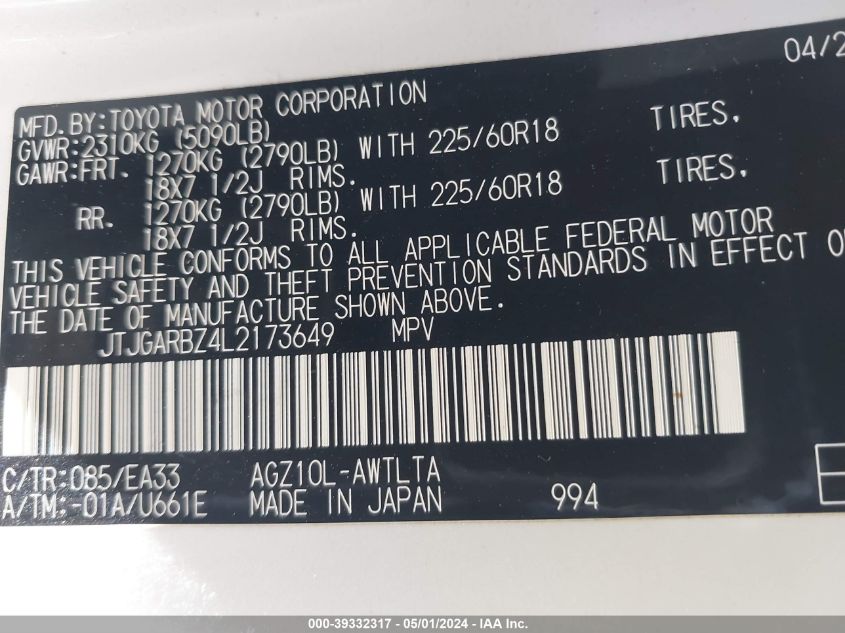 04/2
MFD.BY:TOYOTA MOTOR CORPORATION
GVWR:2310KG (5090LB)
GAWR:FRT. 1270KG (2790LB) WITH 225/60R18 TIRES.
18X7 1/2J RIMS.
RR. 1270KG (2790LB) WITH 225/60R18 TIRES.
18X7 1/2J RIMS.
THIS VEHICLE CONFORMS TO ALL APPLICABLE FEDERAL MOTOR
VEHICLE SAFETY AND THEFT PREVENTION STANDARDS IN EFFECT O
THE DATE OF MANUFACTURE SHOWN ABOVE.
JTJGARBZ4L2173649 MPV
C/TR:085/EA33 AGZ10L-AWTLTA
A/TM:-01A/U661E MADE IN JAPAN 994
000-39332317 - 05/01/2024 - IAA Inc.